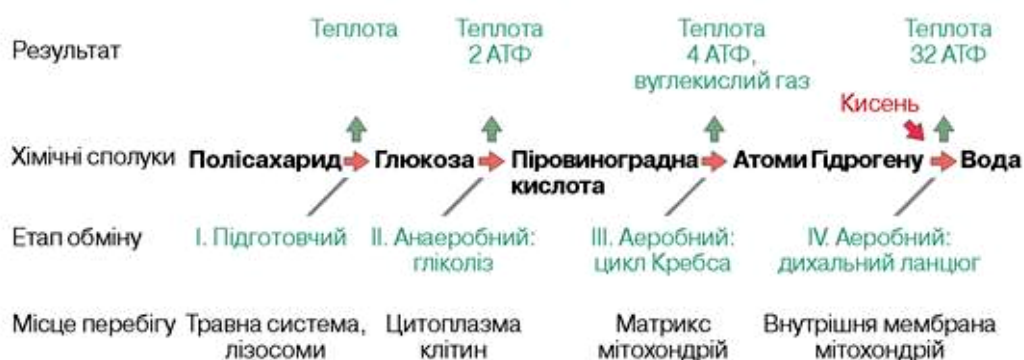 Теплота Теплота Теплота Теплота
Результат 2 АТФ 4 АТФ, 32 АТФ
вуглекислий газ
Кисень
Хімічні сполуки Полісахарид Глюкоза Піровиноградна Атоми Гідрогену Вода
кислота
Етап обміну І. Підготовчий ІІ. Анаеробний: ІІІ. Аеробний: IV. Аеробний:
гліколіз цикл Кребса дихальний ланцюг
Місце перебігу Травна система, Цитоплазма Матрикс Внутрішня мембрана
лізосоми клітин мітохондрій мітохондрій